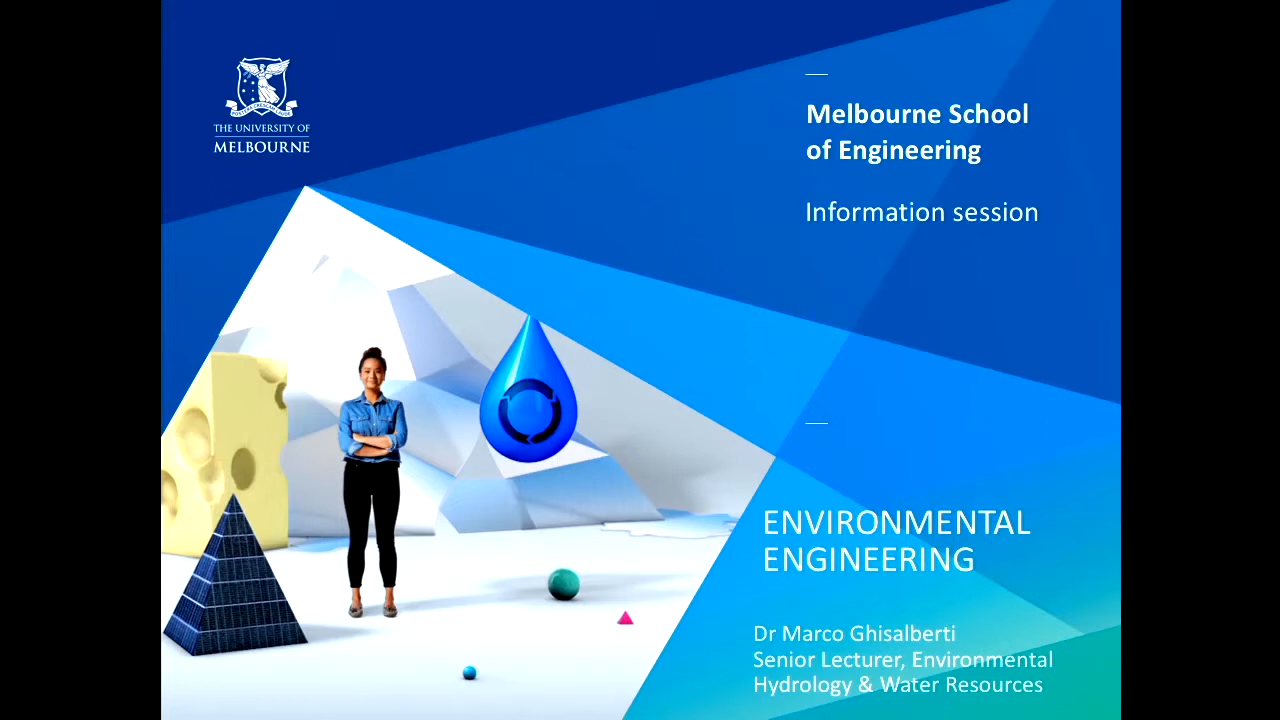 THE UNIVERSITY OF
MELBOURNE
Melbourne School
of Engineering
Information session
ENVIRONMENTAL
ENGINEERING
Dr Marco Ghisalberti
Senior Lecturer, Environmental
Hydrology & Water Resources